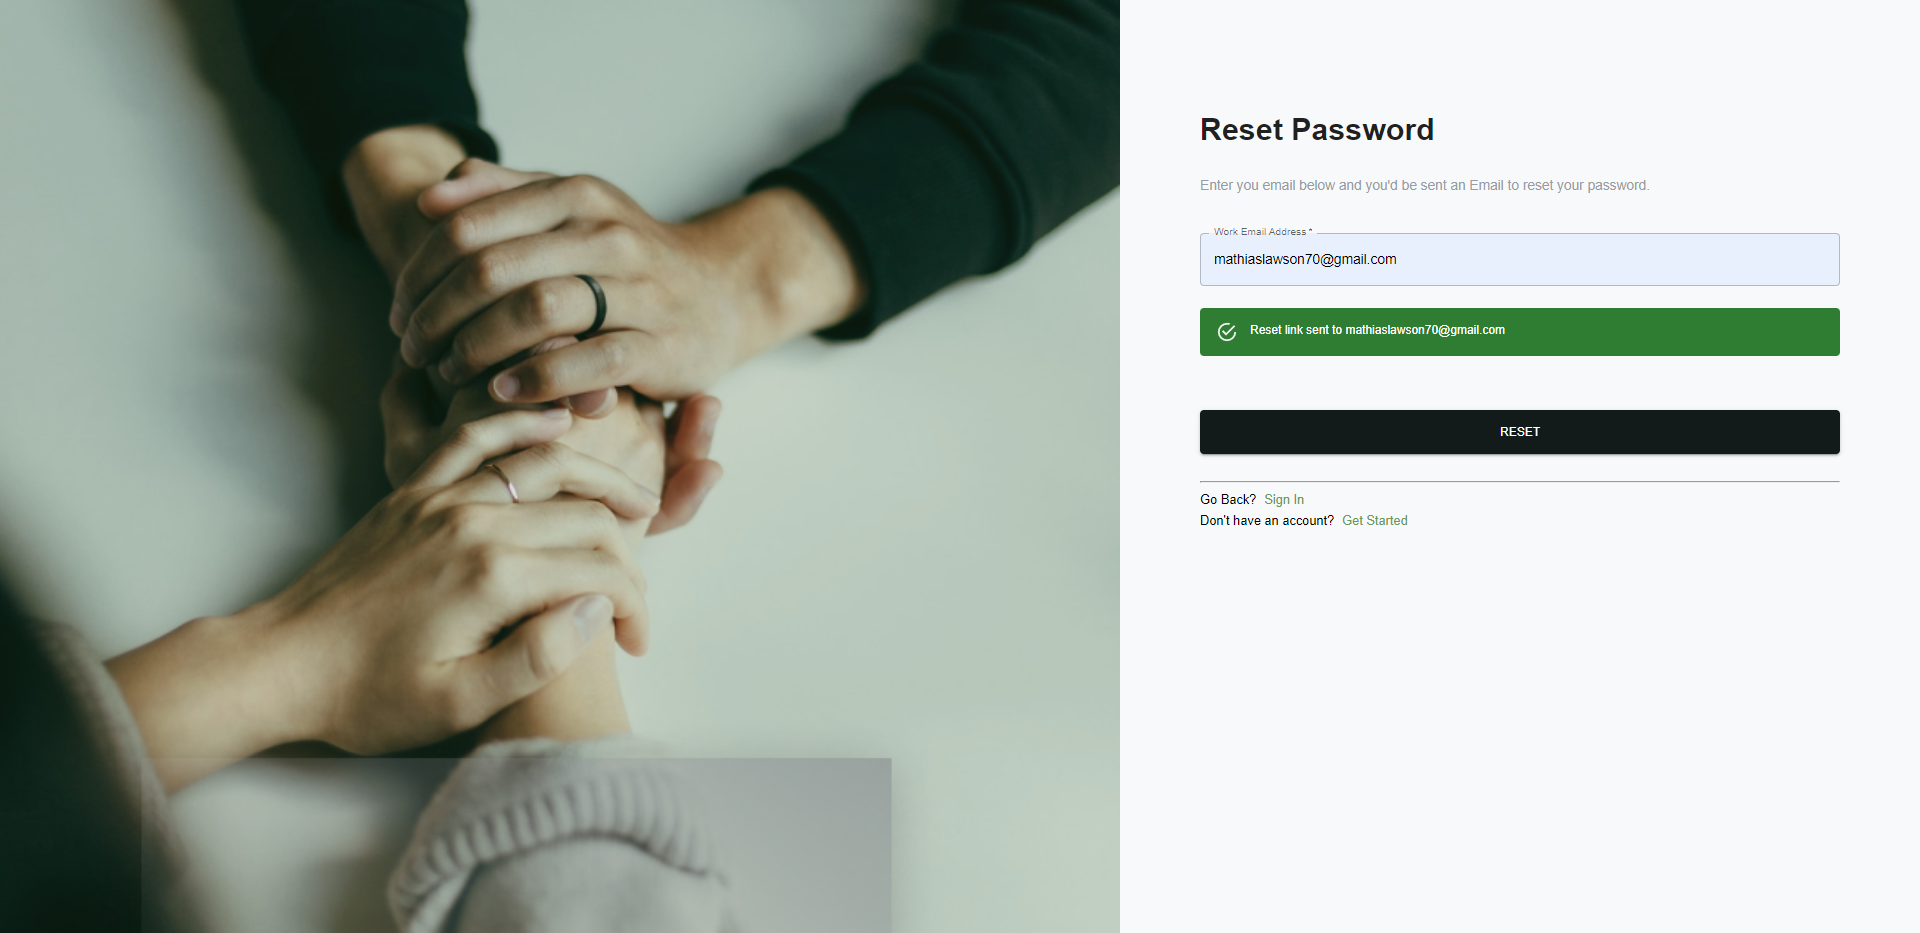 Reset Password
Enter you email below and you'd be sent an Email to reset your password.
Work Email Address *
mathiaslawson70@gmail.com
Reset link sent to mathiaslawson70@gmail.com
RESET
Go Back? Sign In
Don't have an account? Get Started